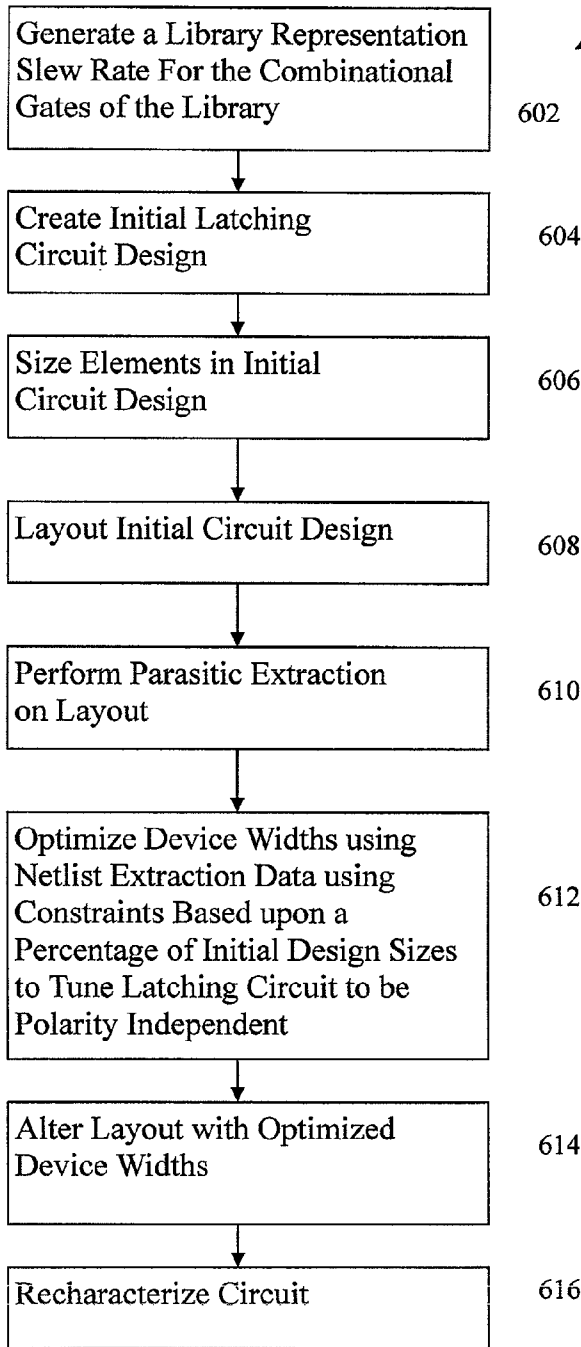 Generate a Library Representation
Slew Rate For the Combinational
Gates of the Library
602
Create Initial Latching
Circuit Design
604
Size Elements in Initial
Circuit Design
606
Layout Initial Circuit Design
608
Perform Parasitic Extraction
on Layout
610
Optimize Device Widths using
Netlist Extraction Data using
Constraints Based upon a
Percentage of Initial Design Sizes
to Tune Latching Circuit to be
Polarity Independent
612
Alter Layout with Optimized
Device Widths
614
Recharacterize Circuit
616